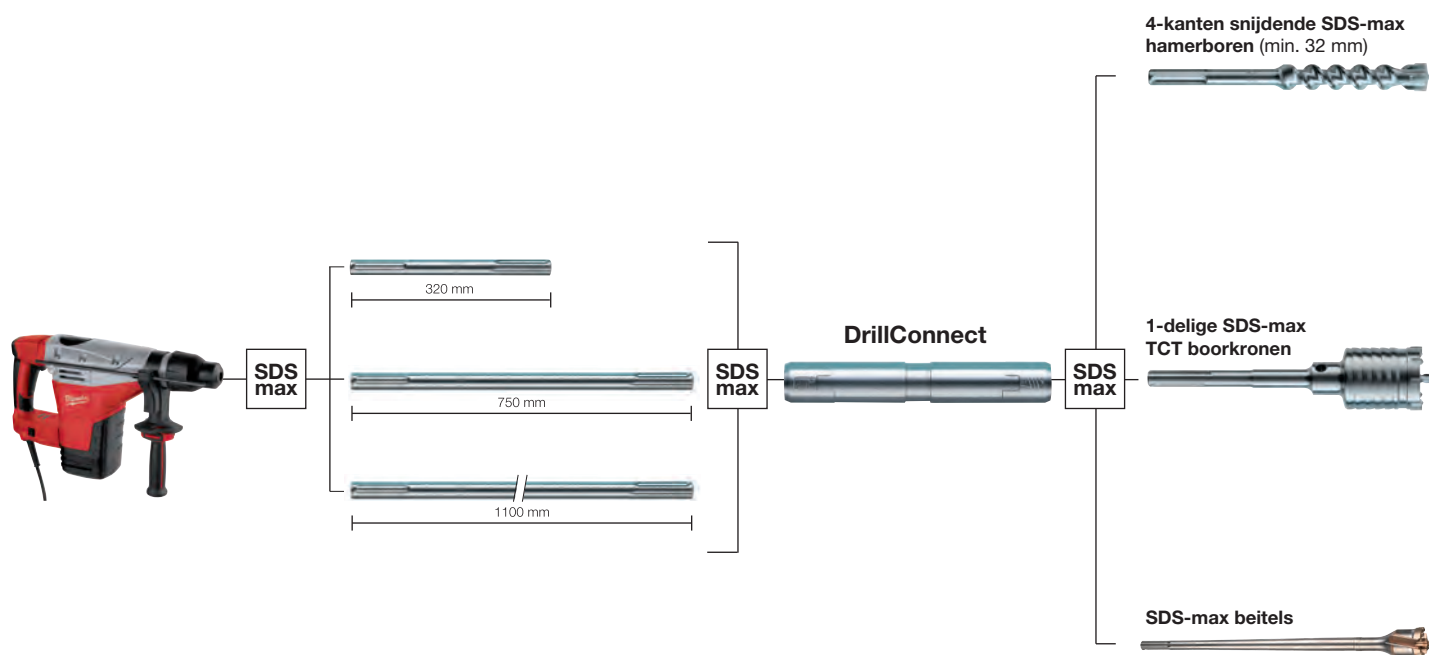 4-kanten snijdende SDS-max
hamerboren (min. 32 mm)
320 mm
SDS
max
750 mm
SDS
max
DrillConnect
SDS
max
1-delige SDS-max
TCT boorkronen
1100 mm
SDS-max beitels
Milwaukee